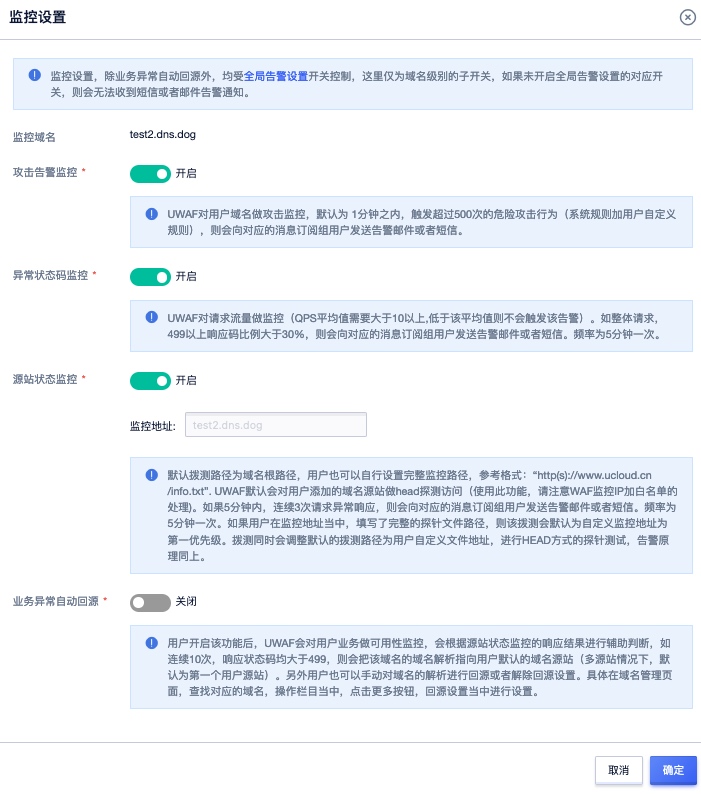 监控设置
监控设置，除业务异常自动回源外，均受全局告警设置开关控制，这里仅为域名级别的子开关，如果未开启全局告警设置的对应开
关，则会无法收到短信或者邮件告警通知。
监控域名 test2.dns.dog
攻击告警监控 * 开启
UWAF对用户域名做攻击监控，默认为 1分钟之内，触发超过500次的危险攻击行为（系统规则加用户自定义
规则），则会向对应的消息订阅组用户发送告警邮件或者短信。
异常状态码监控 * 开启
UWAF对请求流量做监控（QPS平均值需要大于10以上,低于该平均值则不会触发该告警）。如整体请求，
499以上响应码比例大于30%，则会向对应的消息订阅组用户发送告警邮件或者短信。频率为5分钟一次。
源站状态监控 * 开启
监控地址: test2.dns.dog
默认拨测路径为域名根路径，用户也可以自行设置完整监控路径，参考格式：“http(s)://www.ucloud.cn
/info.txt". UWAF默认会对用户添加的域名源站做head探测访问（使用此功能，请注意WAF监控IP加白名单的
处理)。如果5分钟内，连续3次请求异常响应，则会向对应的消息订阅组用户发送告警邮件或者短信。频率为
5分钟一次。如果用户在监控地址当中，填写了完整的探针文件路径，则该拨测会默认为自定义监控地址为
第一优先级。拨测同时会调整默认的拨测路径为用户自定义文件地址，进行HEAD方式的探针测试，告警原
理同上。
业务异常自动回源 * 关闭
用户开启该功能后，UWAF会对用户业务做可用性监控，会根据源站状态监控的响应结果进行辅助判断，如
连续10次，响应状态码均大于499，则会把该域名的域名解析指向用户默认的域名源站（多源站情况下，默
认为第一个用户源站）。另外用户也可以手动对域名的解析进行回源或者解除回源设置。具体在域名管理页
面，查找对应的域名，操作栏目当中，点击更多按钮，回源设置当中进行设置。
取消 确定